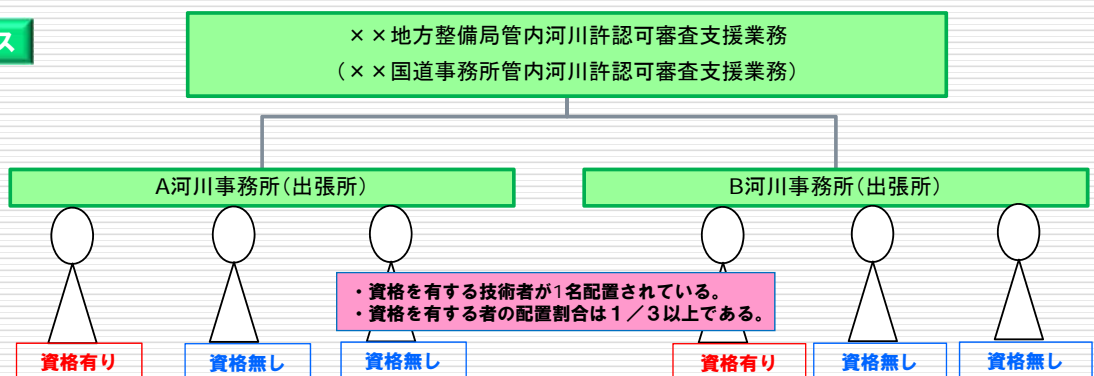 ス
××地方整備局管内河川許認可審査支援業務
(××国道事務所管内河川許認可審査支援業務)
A河川事務所(出張所)
B河川事務所(出張所)
・資格を有する技術者が1名配置されている。
・資格を有する者の配置割合は1/3以上である。
資格有り
資格無し
資格無し
資格有り
資格無し
資格無し